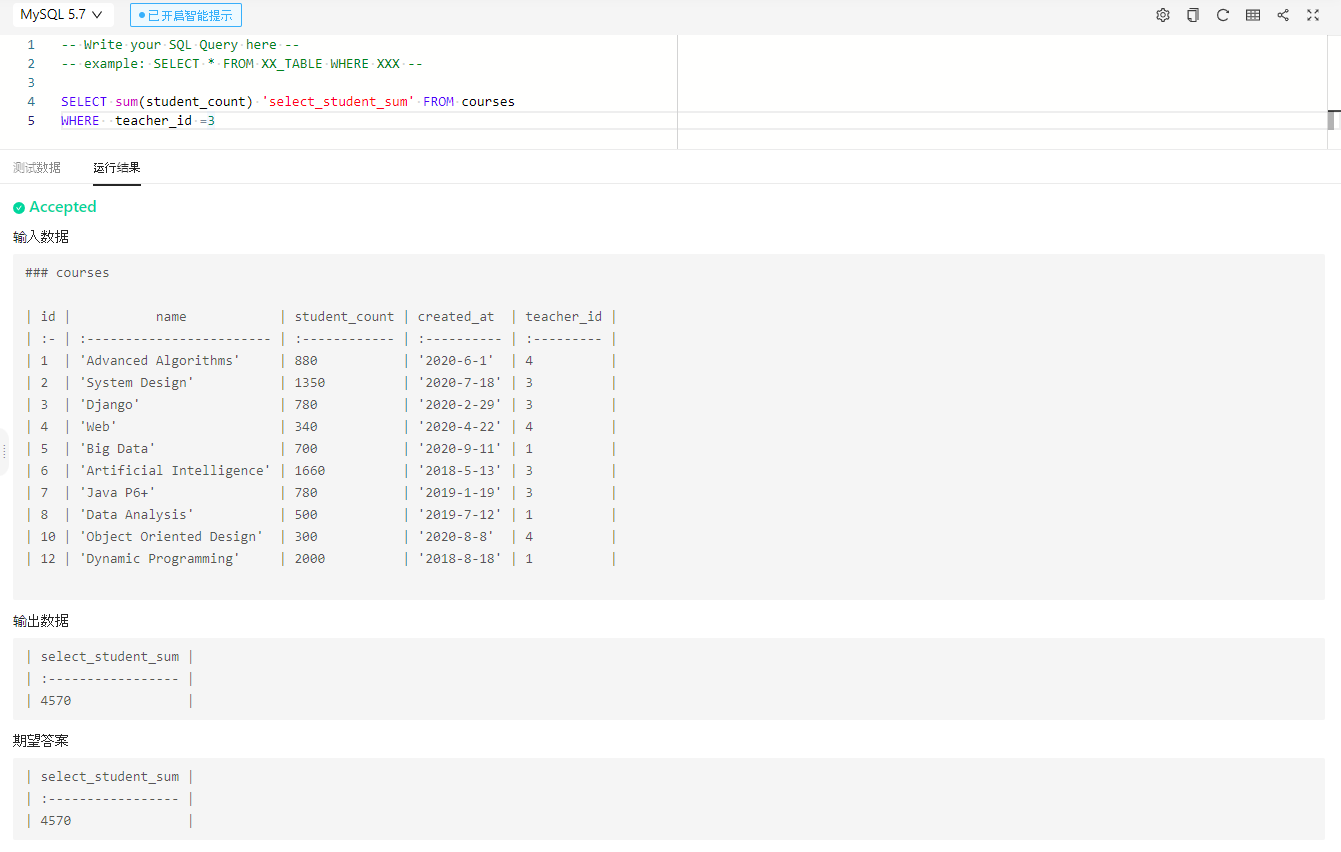 MySQL 5.7
已开启智能提示
1 -- Write your SQL Query here --
2 -- example: SELECT * FROM XX_TABLE WHERE XXX --
3
4 SELECT sum(student_count) 'select_student_sum' FROM courses
5 WHERE  teacher_id =3
测试数据 运行结果
Accepted
输入数据
### courses
| id |           name           | student_count | created_at  | teacher_id |
| :- | :----------------------- | :------------ | :---------- | :--------- |
| 1  | 'Advanced Algorithms'     | 880           | '2020-6-1'  | 4          |
| 2  | 'System Design'           | 1350          | '2020-7-18' | 3          |
| 3  | 'Django'                  | 780           | '2020-2-29' | 3          |
| 4  | 'Web'                     | 340           | '2020-4-22' | 4          |
| 5  | 'Big Data'                | 700           | '2020-9-11' | 1          |
| 6  | 'Artificial Intelligence' | 1660          | '2018-5-13' | 3          |
| 7  | 'Java P6+'                | 780           | '2019-1-19' | 3          |
| 8  | 'Data Analysis'           | 500           | '2019-7-12' | 1          |
| 10 | 'Object Oriented Design'  | 300           | '2020-8-8'  | 4          |
| 12 | 'Dynamic Programming'     | 2000          | '2018-8-18' | 1          |
输出数据
| select_student_sum |
| :----------------- |
| 4570               |
期望答案
| select_student_sum |
| :----------------- |
| 4570               |